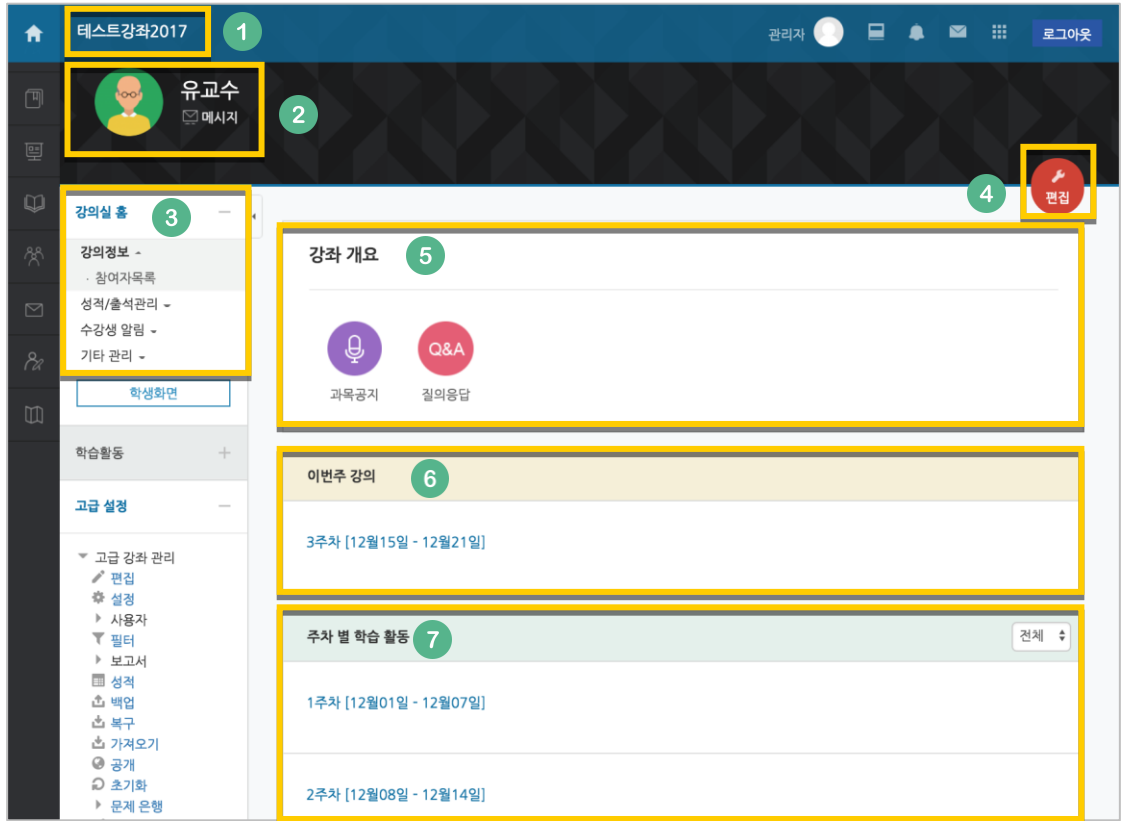 테스트강좌2017 1
관리자 로그아웃
유교수
메시지
2
4
편집
강의실 홈 3
강의정보
· 참여자목록
성적/출석관리
수강생 알림
기타 관리
학생화면
학습활동
고급 설정
고급 강좌 관리
편집
설정
사용자
필터
보고서
성적
백업
복구
가져오기
공개
초기화
문제 은행
강좌 개요 5
Q&A
과목공지 질의응답
이번주 강의 6
3주차 [12월15일 - 12월21일]
주차 별 학습 활동 7
전체
1주차 [12월01일 - 12월07일]
2주차 [12월08일 - 12월14일]